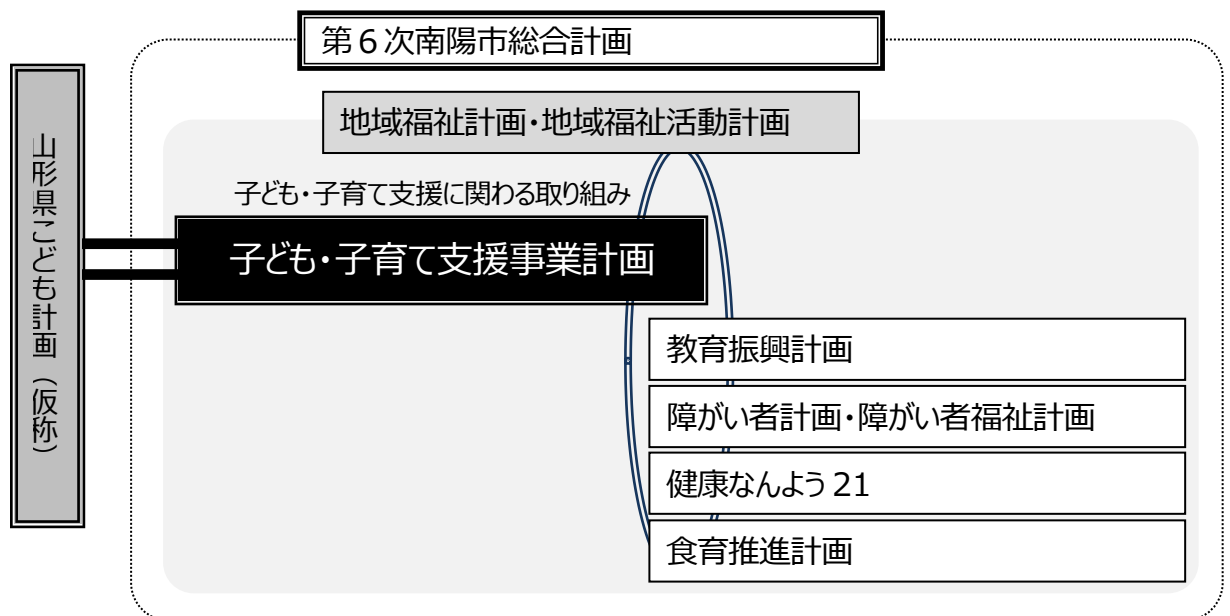 第６次南陽市総合計画
地域福祉計画・地域福祉活動計画
山形県こども計画（仮称）
子ども・子育て支援に関わる取り組み
子ども・子育て支援事業計画
教育振興計画
障がい者計画・障がい者福祉計画
健康なんよう21
食育推進計画